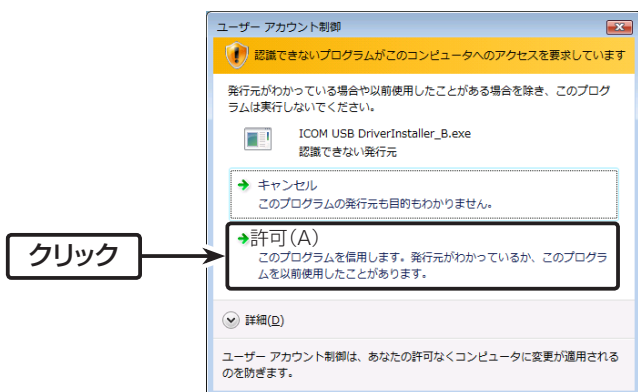 ユーザー アカウント制御
認識できないプログラムがこのコンピュータへのアクセスを要求しています
発行元がわかっている場合や以前使用したことがある場合を除き、このプログ
ラムは実行しないでください。
ICOM USB DriverInstaller_B.exe
認識できない発行元
キャンセル
このプログラムの発行元も目的もわかりません。
許可(A)
このプログラムを信用します。発行元がわかっているか、このプログラ
ムを以前使用したことがあります。
クリック
詳細(D)
ユーザー アカウント制御は、あなたの許可なくコンピュータに変更が適用される
のを防ぎます。